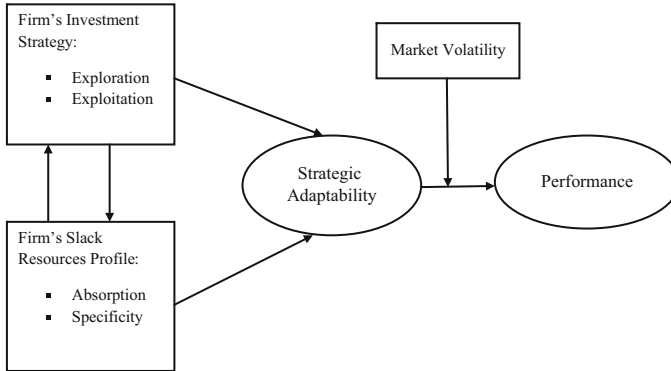 Firm's Investment
Strategy:
▪ Exploration
▪ Exploitation
Market Volatility
Strategic
Adaptability
Performance
Firm's Slack
Resources Profile:
▪ Absorption
▪ Specificity